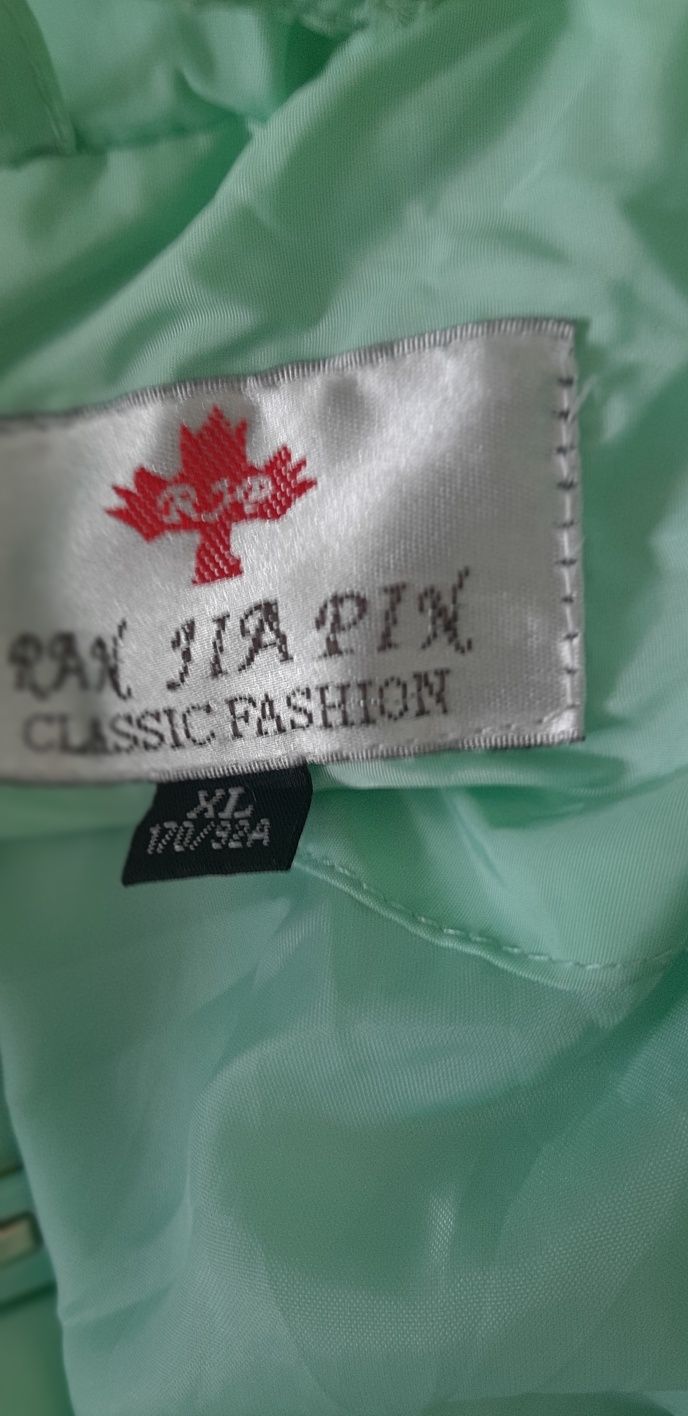 RJP
RAN JIA PIN
CLASSIC FASHION
XL
170/92A